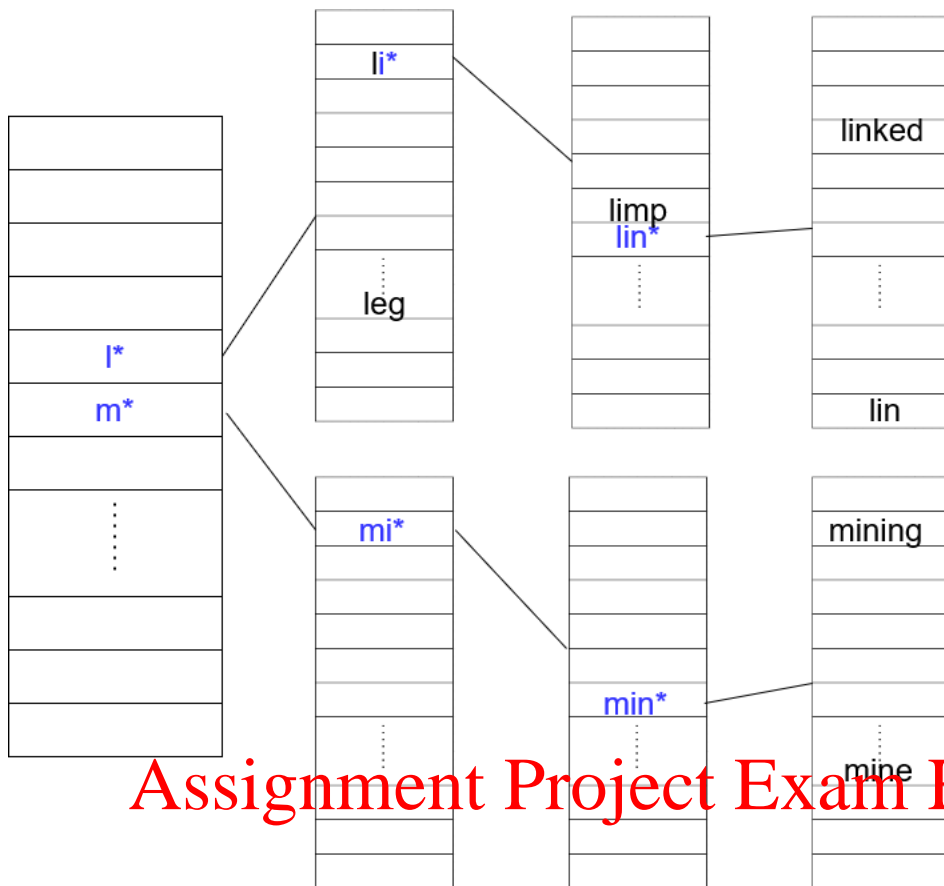 li*
linked
limp
lin*
leg
l*
m*
lin
mi*
mining
min*
mine
Assignment Project Exam